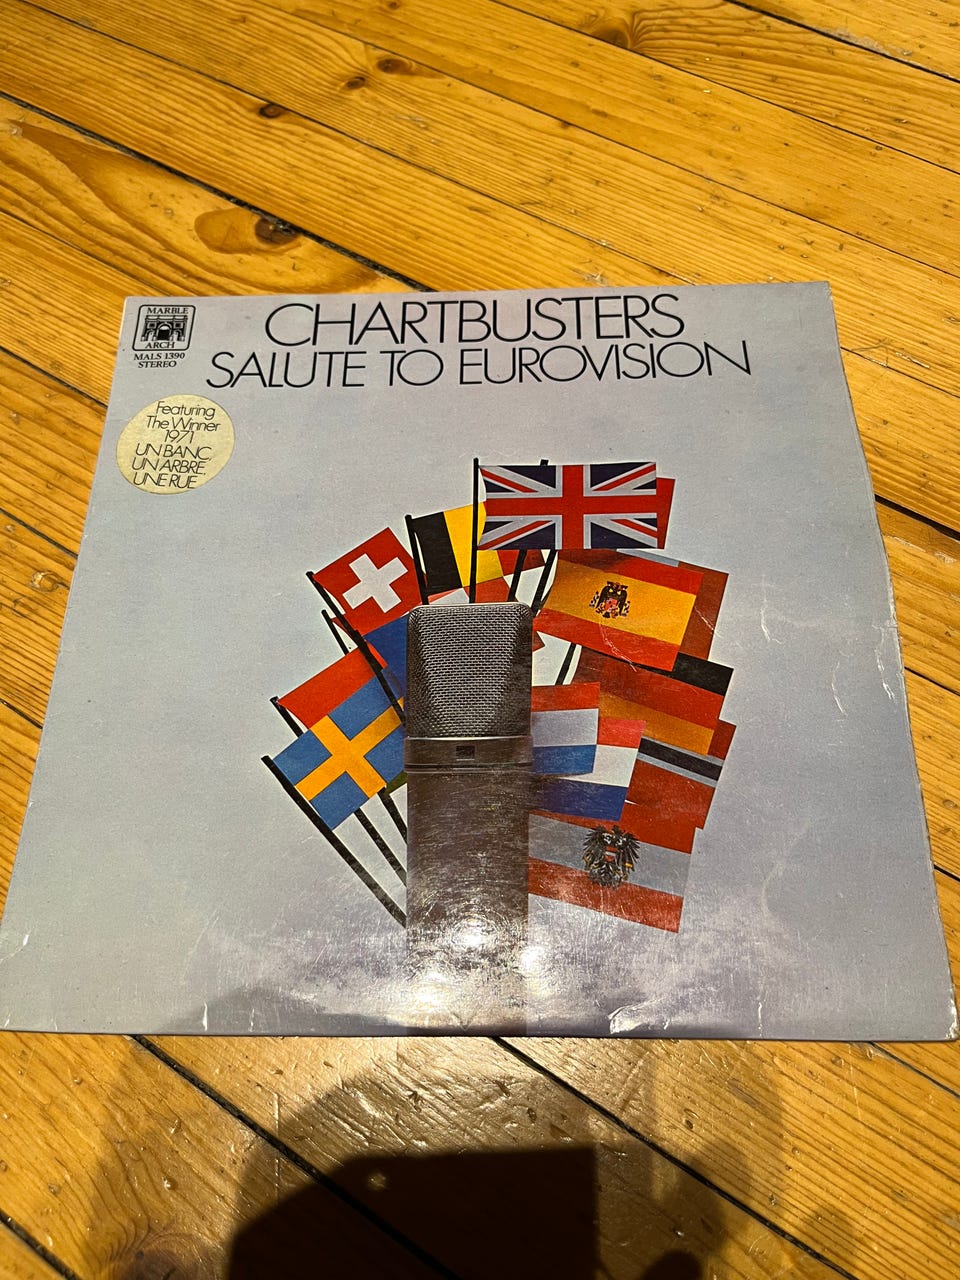 CHARTBUSTERS
SALUTE TO EUROVISION
MARBLE
ARCH
MALS 1390
STEREO
Featuring
The Winner
1971
UN BANC,
UN ARBRE,
UNE RUE